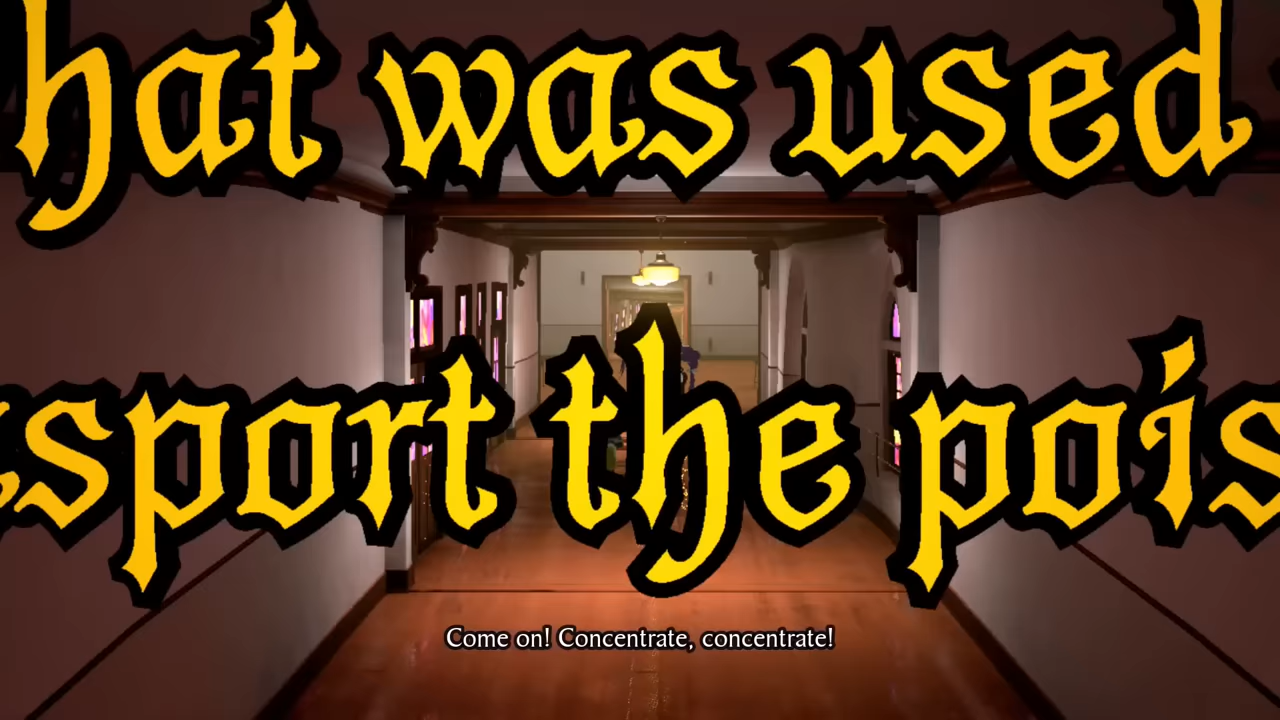 hat was used
sport the pois
Come on! Concentrate, concentrate!